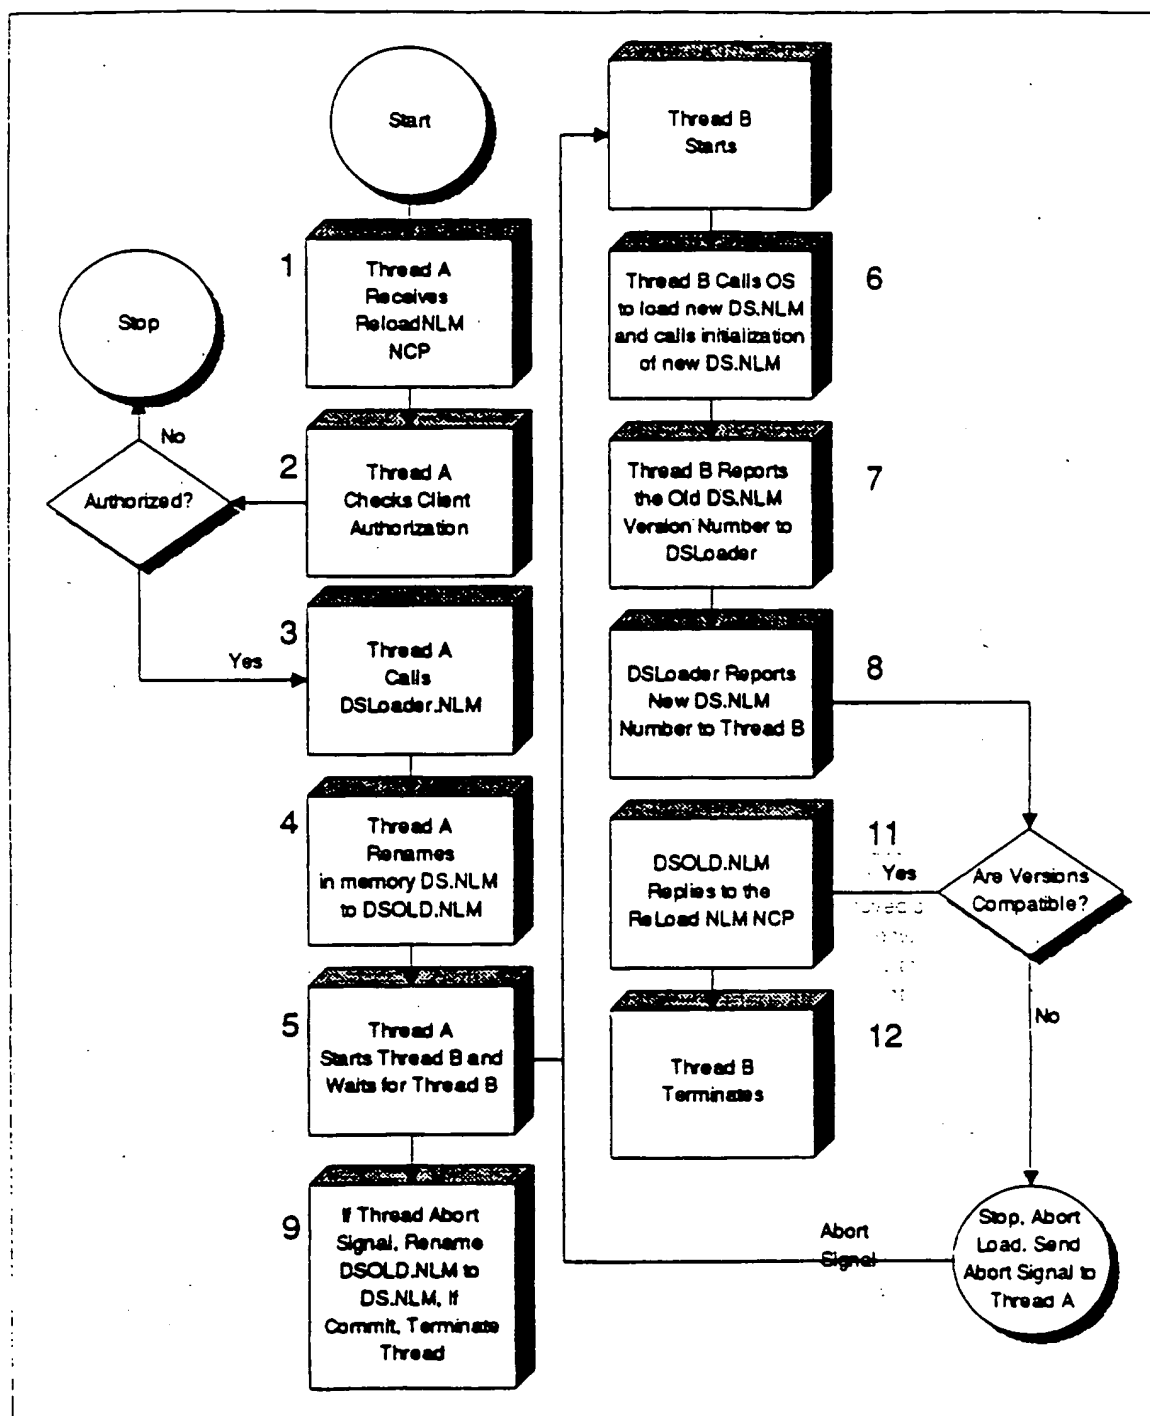 Start
1
Thread A
Receives
ReloadNLM
NCP
Stop
No
Authorized?
2
Thread A
Checks Client
Authorization
Yes
3
Thread A
Calls
DSLoader.NLM
4
Thread A
Renames
in memory DS.NLM
to DSOLD.NLM
5
Thread A
Starts Thread B and
Waits for Thread B
9
If Thread Abort
Signal, Rename
DSOLD.NLM to
DS.NLM, If
Commit, Terminate
Thread
Thread B
Starts
6
Thread B Calls OS
to load new DS.NLM
and calls initialization
of new DS.NLM
7
Thread B Reports
the Old DS.NLM
Version Number to
DSLoader
8
DSLoader Reports
New DS.NLM
Number to Thread B
Are Versions
Compatible?
11
Yes
DSOLD.NLM
Replies to the
ReLoad NLM NCP
12
Thread B
Terminates
No
Stop, Abort
Load, Send
Abort Signal to
Thread A
Abort
Signal